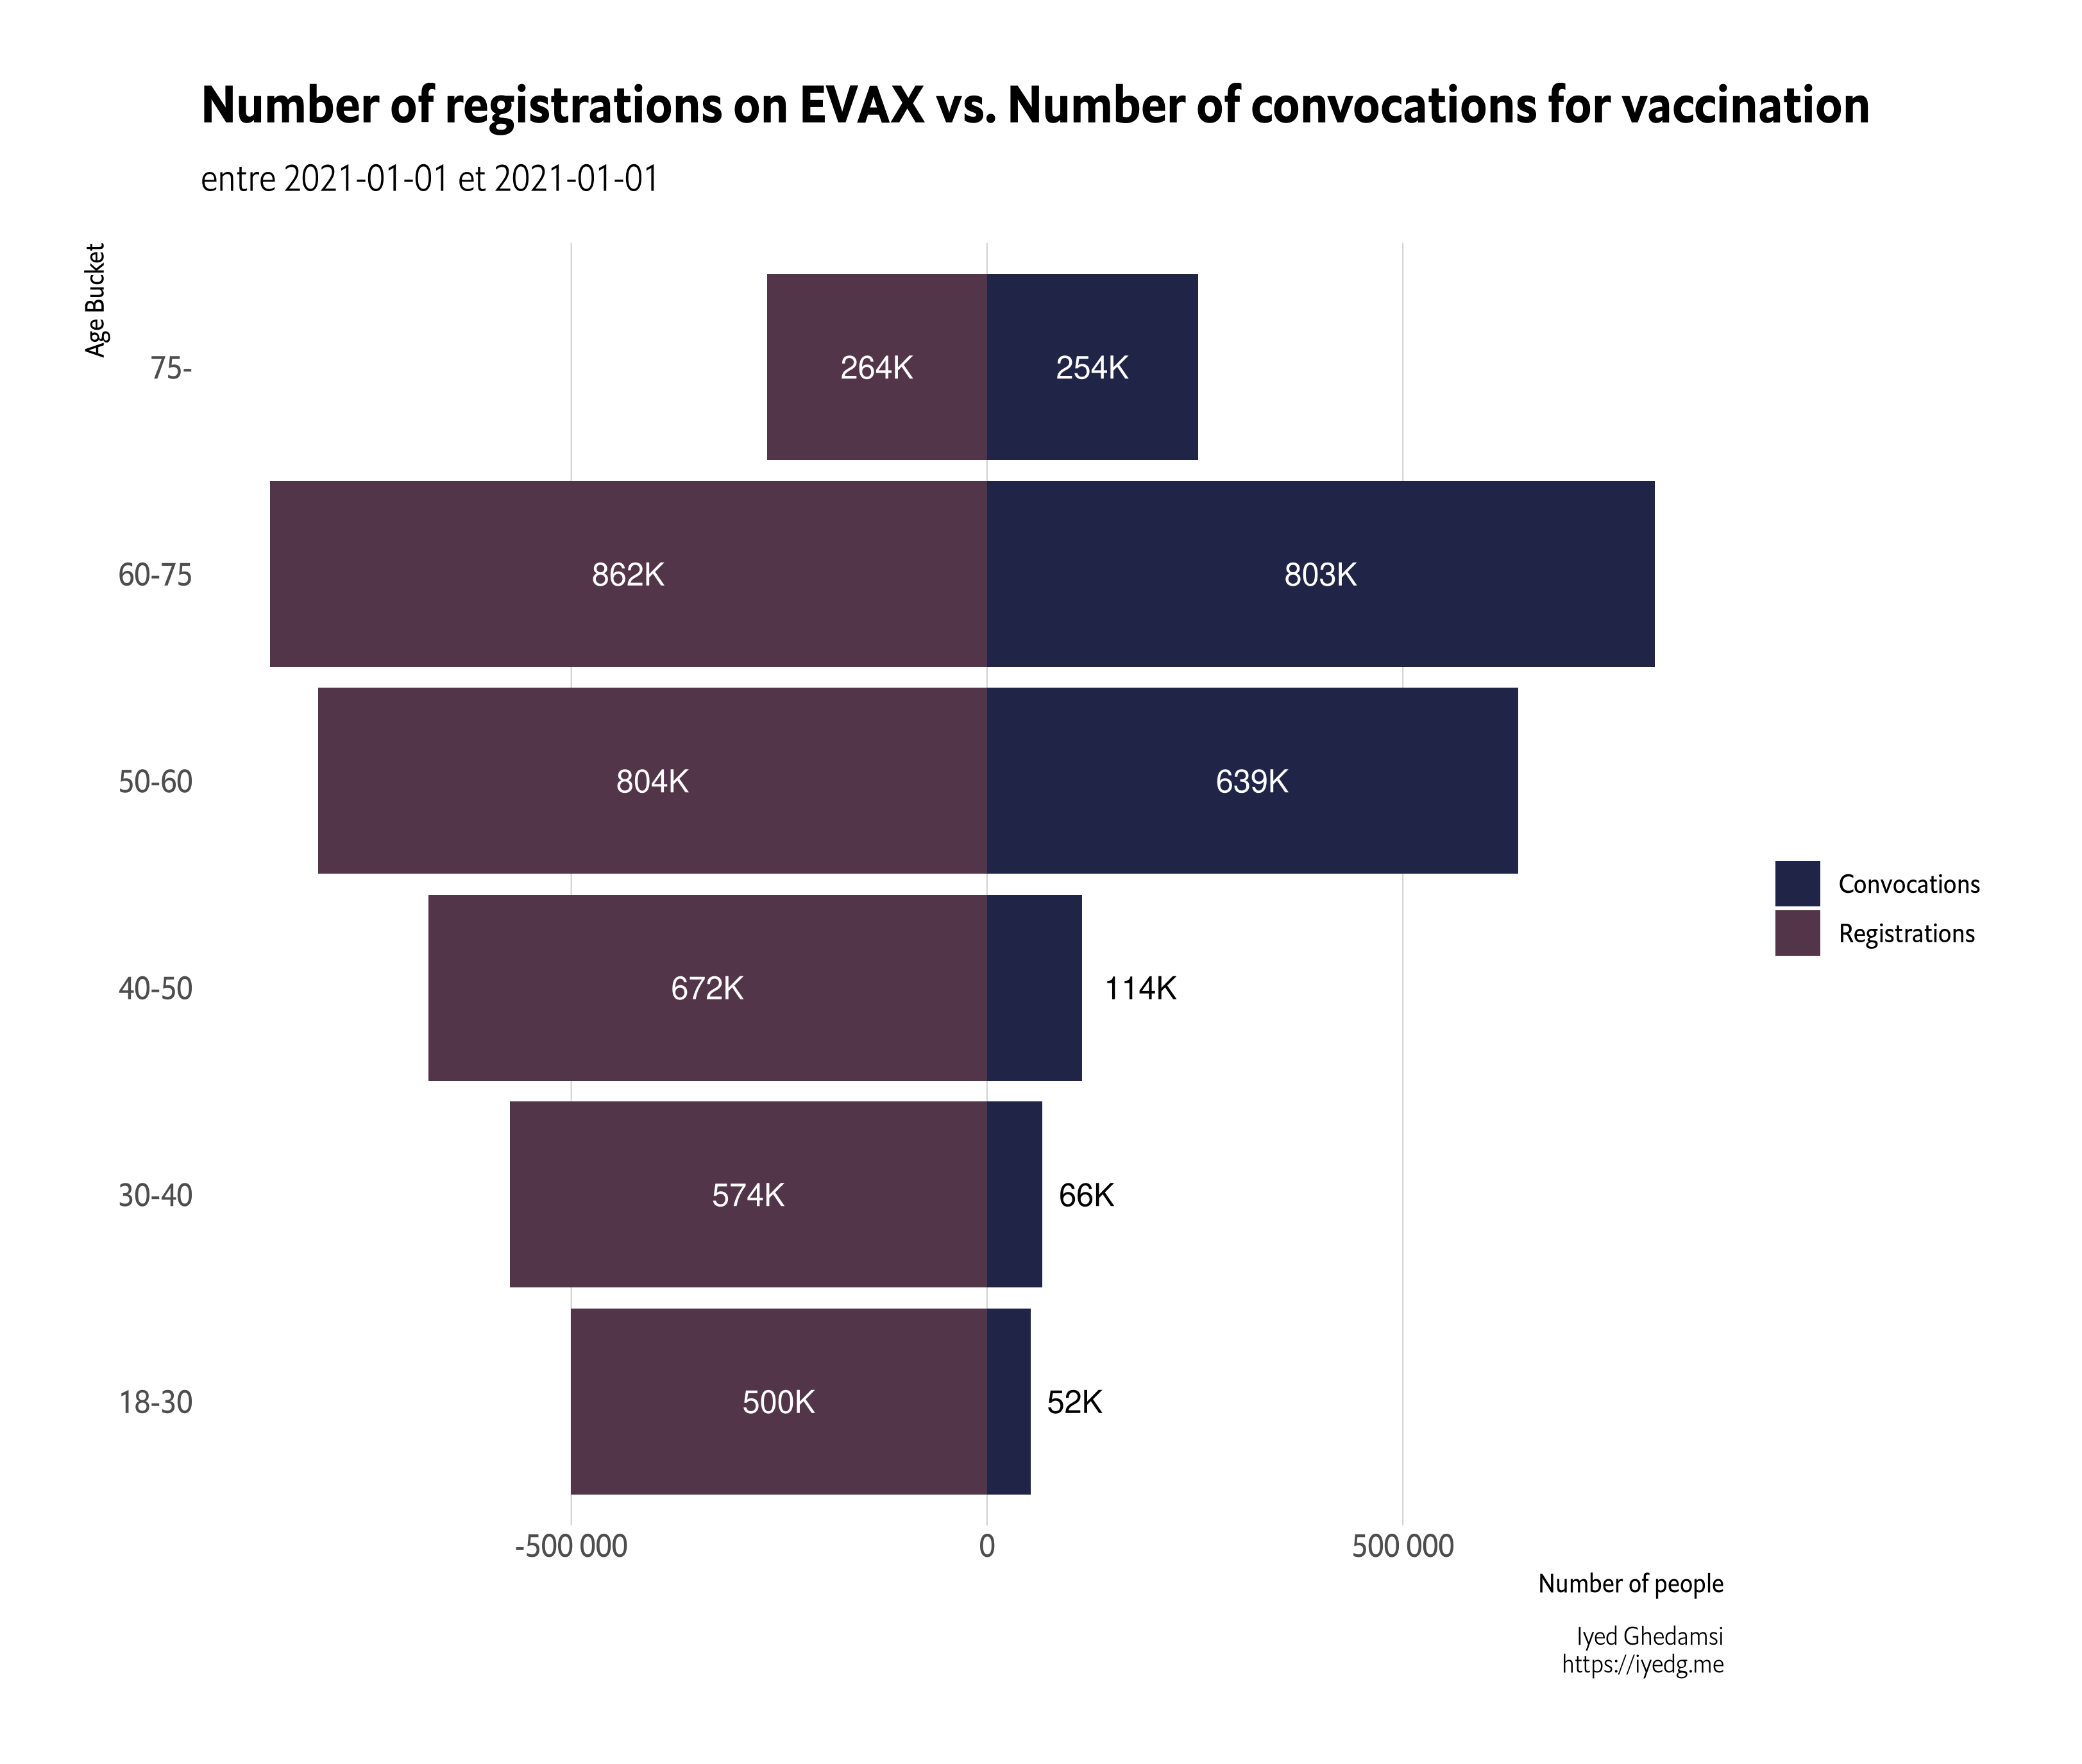 Number of registrations on EVAX vs. Number of convocations for vaccination
entre 2021-01-01 et 2021-01-01
Age Bucket
75-
264K
254K
60-75
862K
803K
50-60
804K
639K
40-50
672K
114K
30-40
574K
66K
18-30
500K
52K
Convocations
Registrations
-500 000
0
500 000
Number of people
Iyed Ghedamsi
https://iyedg.me